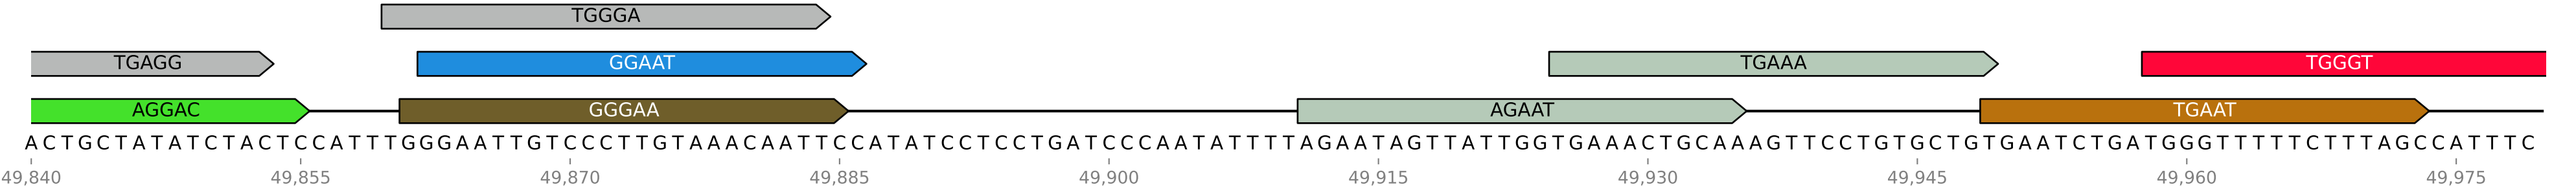 TGGGA
TGAGG GGAAT TGAAA TGGGT
AGGAC GGGAA AGAAT TGAAT
ACTGCTATATCTACTCCATTTGGGAATTGTCCCTTGTAAACAATTCCATATCCTCCTGATCCCAATATTTTAGAATAGTTATTGGTGAAACTGCAAAGTTCCTGTGCTGTGAATCTGATGGGTTTTTCTTTAGCCATTTC
49,840 49,855 49,870 49,885 49,900 49,915 49,930 49,945 49,960 49,975